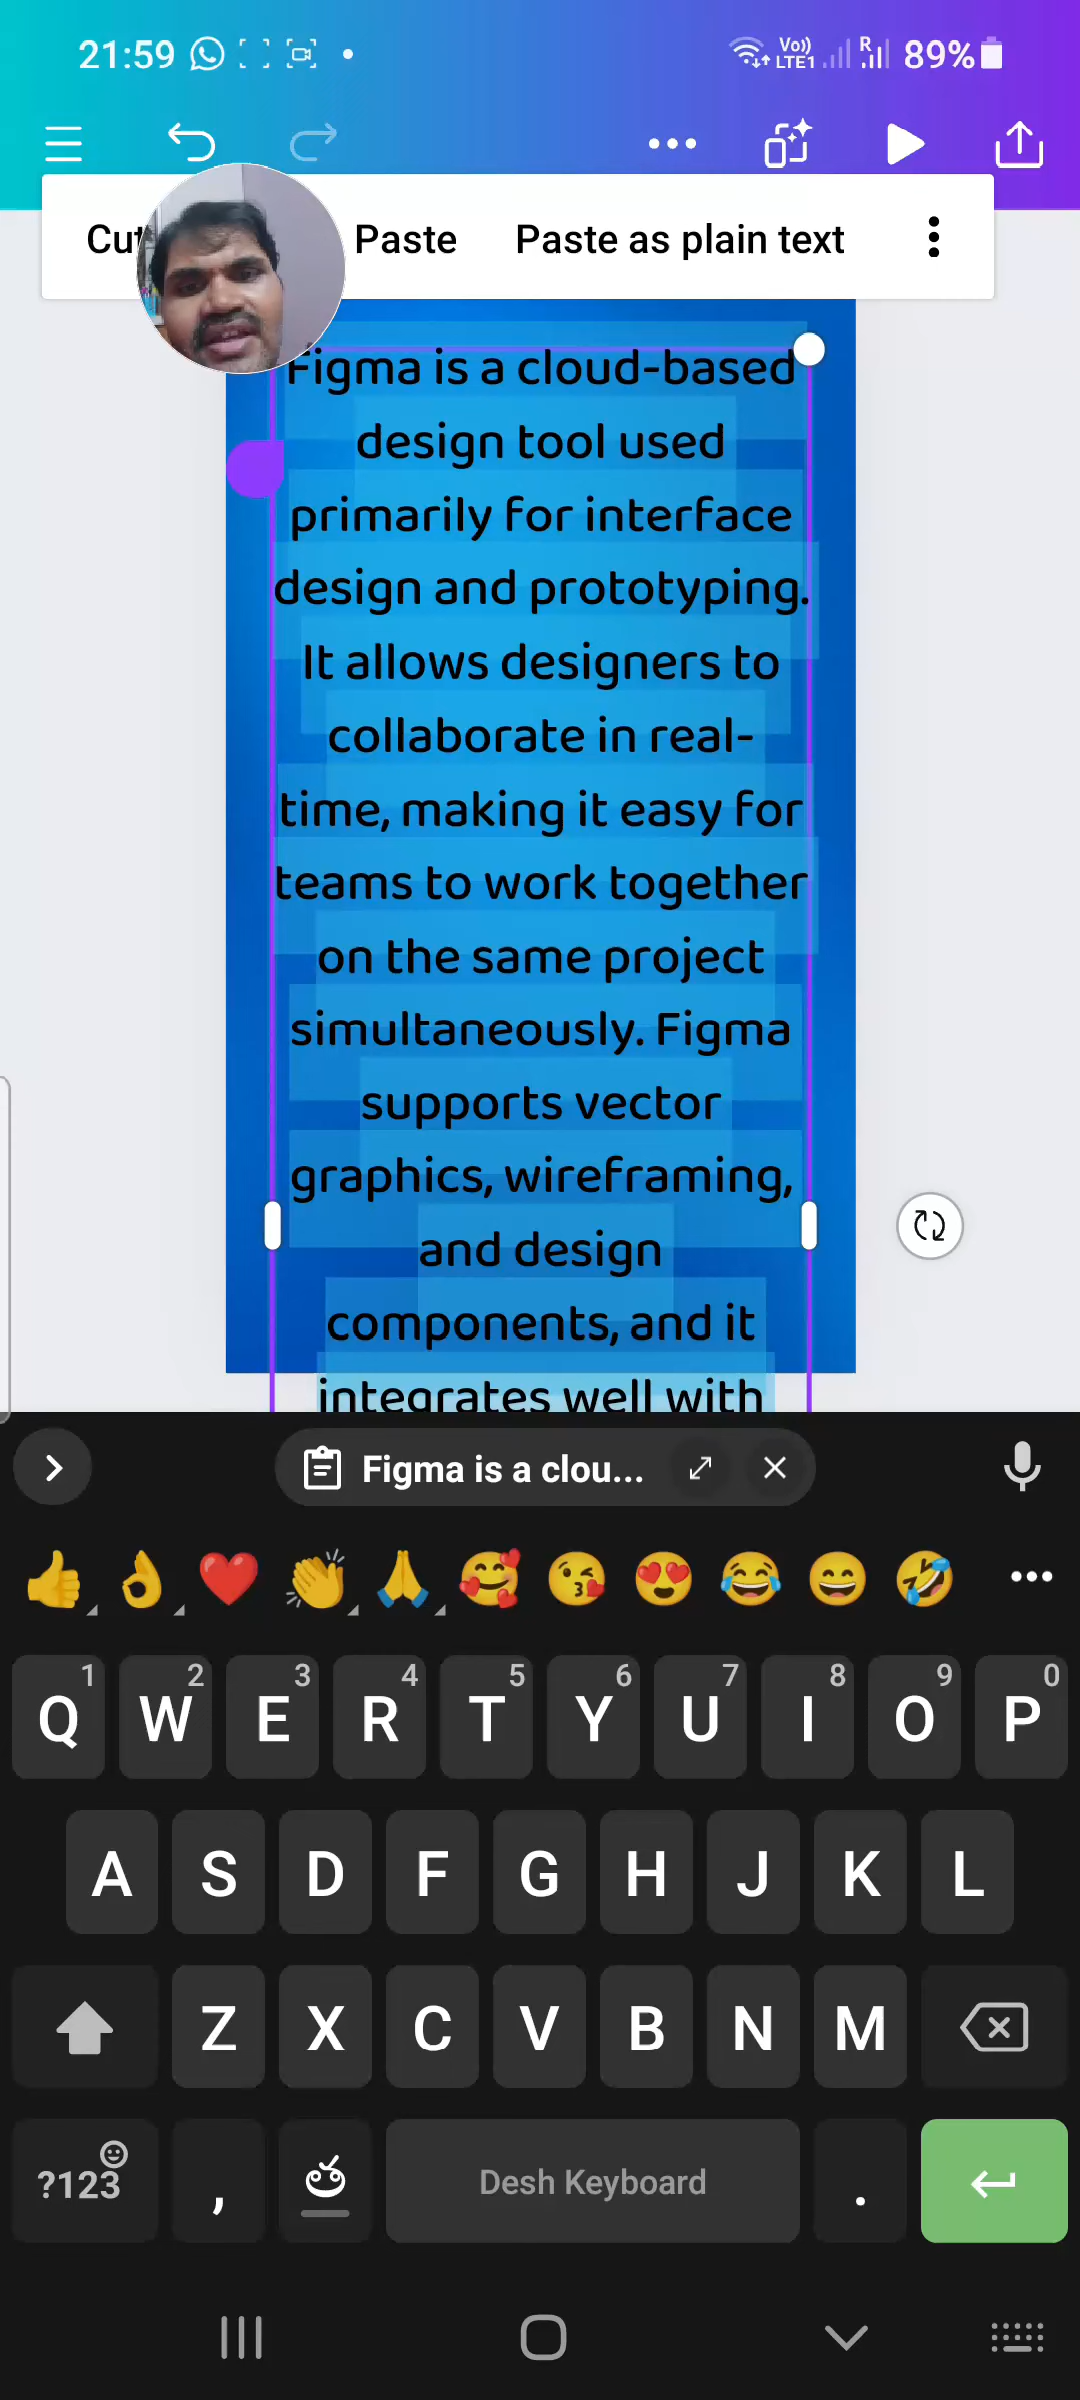 21:59
Vo))
LTE1
R
89%
Cut
Paste
Paste as plain text
Figma is a cloud-based
design tool used
primarily for interface
design and prototyping.
It allows designers to
collaborate in real-
time, making it easy for
teams to work together
on the same project
simultaneously. Figma
supports vector
graphics, wireframing,
and design
components, and it
integrates well with
Figma is a clou...
1 2 3 4 5 6 7 8 9 0
Q W E R T Y U I O P
A S D F G H J K L
Z X C V B N M
?123 , Desh Keyboard .